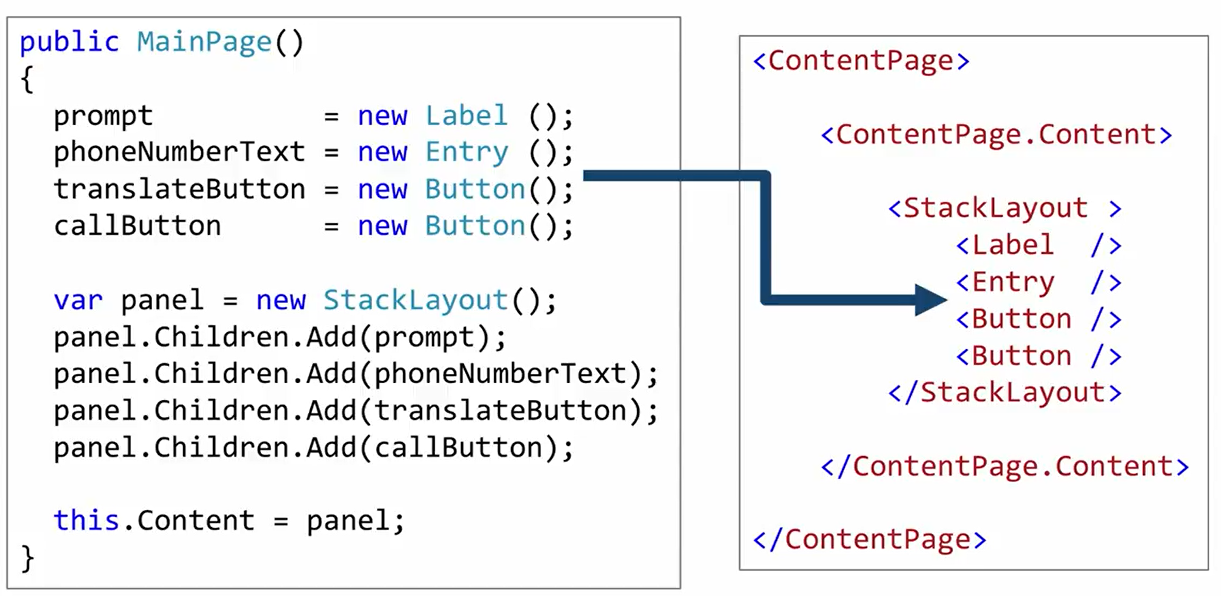 public MainPage()
{
  prompt          = new Label ();
  phoneNumberText = new Entry ();
  translateButton = new Button();
  callButton      = new Button();

  var panel = new StackLayout();
  panel.Children.Add(prompt);
  panel.Children.Add(phoneNumberText);
  panel.Children.Add(translateButton);
  panel.Children.Add(callButton);

  this.Content = panel;
}
<ContentPage>

    <ContentPage.Content>

        <StackLayout >
            <Label  />
            <Entry  />
            <Button />
            <Button />
        </StackLayout>

    </ContentPage.Content>

</ContentPage>